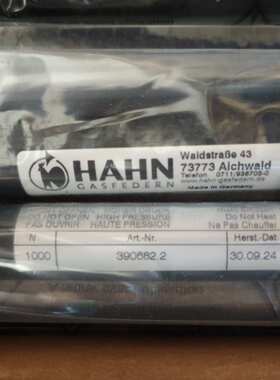 HAHN
GASFEDERN
Waldstraße 43
73773 Aichwald
Telefon 0711/936705-0
www.hahn-gasfedern.de
Made in Germany
DO NOT OPEN HIGH PRESSURE Do Not Heat
PAS OUVRIR HAUTE PRESSION Ne Pas Chauffer
N Art.-Nr. Herst.-Dat
1000 390682.2 30.09.24